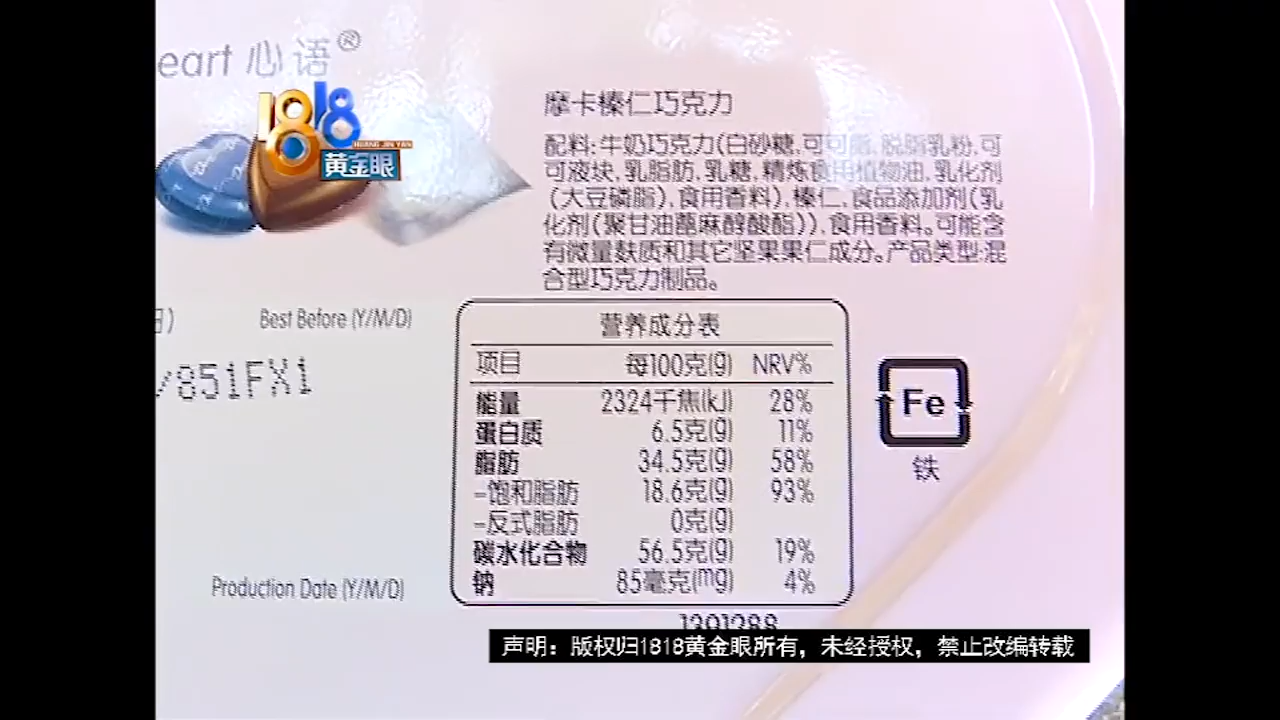 eart 心语®
1818
HUANG JIN YAN
黄金眼
摩卡榛仁巧克力
配料:牛奶巧克力(白砂糖.可可脂.脱脂乳粉.可
可液块.乳脂肪.乳糖.精炼食用植物油.乳化剂
(大豆磷脂).食用香料).榛仁.食品添加剂(乳
化剂(聚甘油蓖麻醇酸酯)).食用香料。可能含
有微量麸质和其它坚果果仁成分。产品类型:混
合型巧克力制品。
Best Before (Y/M/D)
/851FX1
营养成分表
项目 每100克(g) NRV%
能量 2324千焦(kJ) 28%
蛋白质 6.5克(g) 11%
脂肪 34.5克(g) 58%
-饱和脂肪 18.6克(g) 93%
-反式脂肪 0克(g)
碳水化合物 56.5克(g) 19%
钠 85毫克(mg) 4%
Fe
铁
Production Date (Y/M/D)
1391288
声明：版权归1818黄金眼所有，未经授权，禁止改编转载